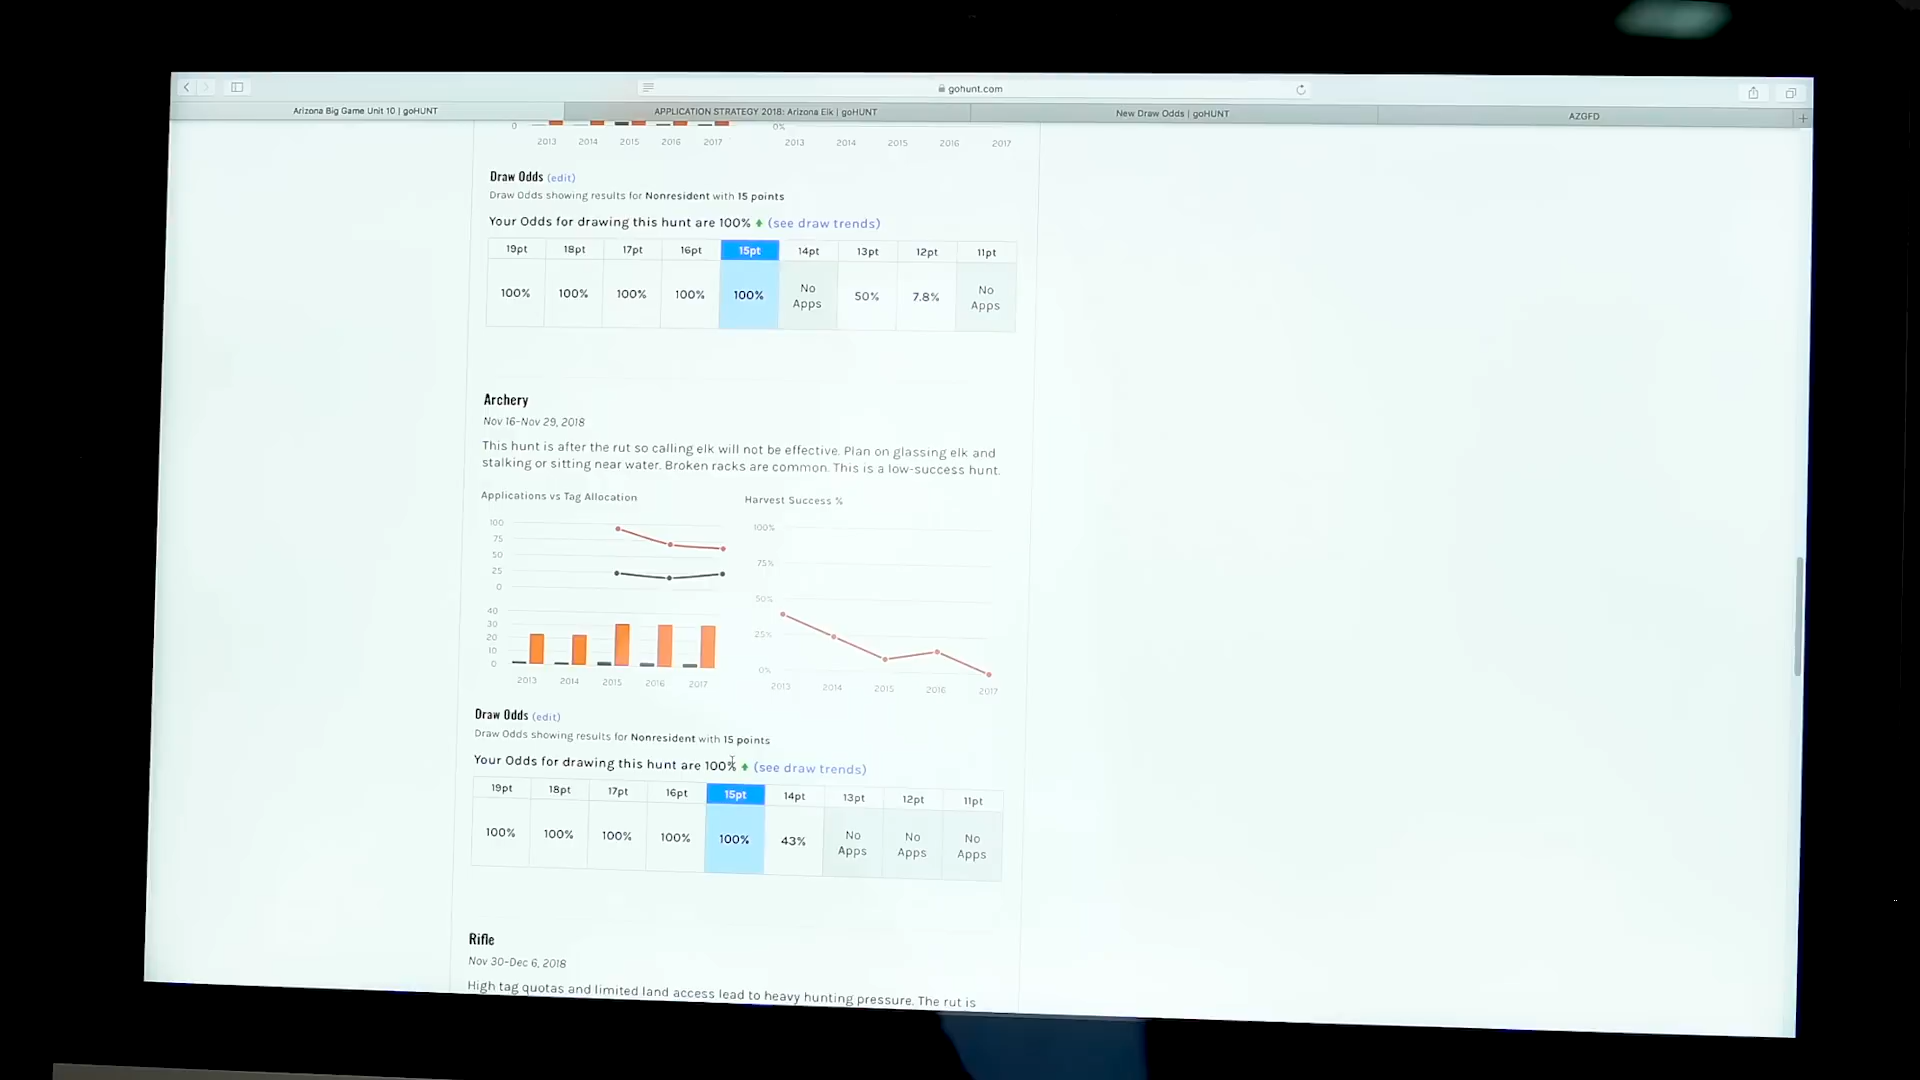 gohunt.com
Arizona Big Game Unit 10 | goHUNT
APPLICATION STRATEGY 2018: Arizona Elk | goHUNT
New Draw Odds | goHUNT
AZGFD
0
0%
2013 2014 2015 2016 2017
2013 2014 2015 2016 2017
Draw Odds (edit)
Draw Odds showing results for Nonresident with 15 points
Your Odds for drawing this hunt are 100% (see draw trends)
19pt 18pt 17pt 16pt 15pt 14pt 13pt 12pt 11pt
100% 100% 100% 100% 100% No Apps 50% 7.8% No Apps
Archery
Nov 16-Nov 29, 2018
This hunt is after the rut so calling elk will not be effective. Plan on glassing elk and
stalking or sitting near water. Broken racks are common. This is a low-success hunt.
Applications vs Tag Allocation
100
75
50
25
0
40
30
20
10
0
2013 2014 2015 2016 2017
Harvest Success %
100%
75%
50%
25%
0%
2013 2014 2015 2016 2017
Draw Odds (edit)
Draw Odds showing results for Nonresident with 15 points
Your Odds for drawing this hunt are 100% (see draw trends)
19pt 18pt 17pt 16pt 15pt 14pt 13pt 12pt 11pt
100% 100% 100% 100% 100% 43% No Apps No Apps No Apps
Rifle
Nov 30-Dec 6, 2018
High tag quotas and limited land access lead to heavy hunting pressure. The rut is